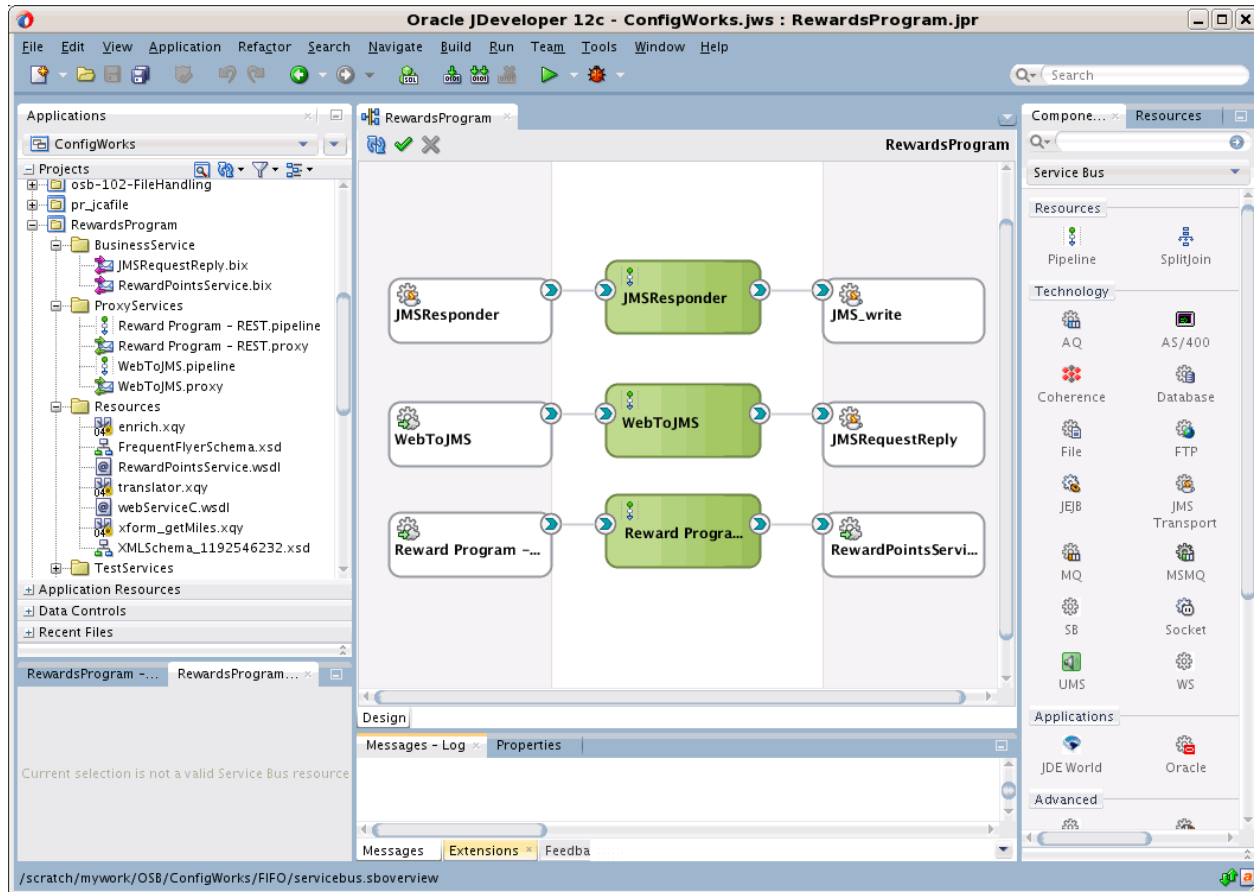 Oracle JDeveloper 12c - ConfigWorks.jws : RewardsProgram.jpr
File Edit View Application Refactor Search Navigate Build Run Team Tools Window Help
Search
Applications
ConfigWorks
Projects
osb-102-FileHandling
pr_jcafile
RewardsProgram
BusinessService
JMSRequestReply.bix
RewardPointsService.bix
ProxyServices
Reward Program - REST.pipeline
Reward Program - REST.proxy
WebToJMS.pipeline
WebToJMS.proxy
Resources
enrich.xqy
FrequentFlyerSchema.xsd
RewardPointsService.wsdl
translator.xqy
webServiceC.wsdl
xform_getMiles.xqy
XMLSchema_1192546232.xsd
TestServices
Application Resources
Data Controls
Recent Files
RewardsProgram -... RewardsProgram...
Current selection is not a valid Service Bus resource
RewardsProgram
RewardsProgram
JMSResponder JMSResponder JMS_write
WebToJMS WebToJMS JMSRequestReply
Reward Program -... Reward Progra... RewardPointsServi...
Design
Messages - Log Properties
Messages Extensions Feedba
Compone... Resources
Service Bus
Resources
Pipeline SplitJoin
Technology
AQ AS/400
Coherence Database
File FTP
JEJB JMS Transport
MQ MSMQ
SB Socket
UMS WS
Applications
JDE World Oracle
Advanced
/scratch/mywork/OSB/ConfigWorks/FIFO/servicebus.sboverview